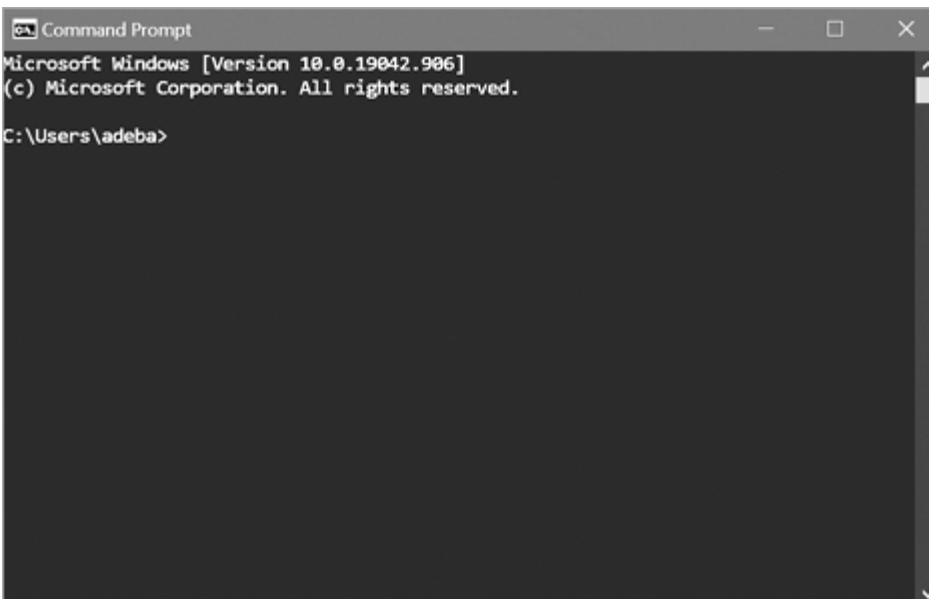 Command Prompt
Microsoft Windows [Version 10.0.19042.906]
(c) Microsoft Corporation. All rights reserved.
C:\Users\adeba>